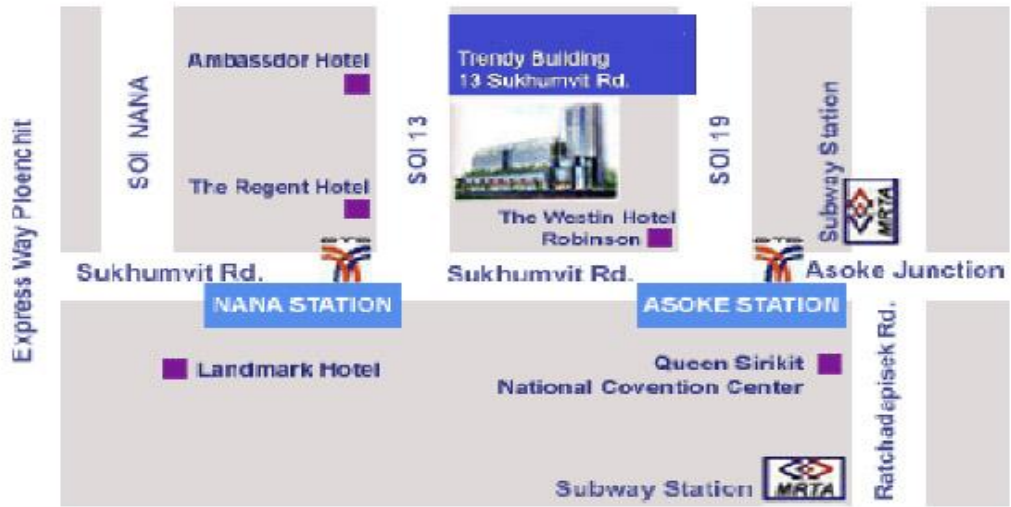 Ambassdor Hotel
Trendy Building
13 Sukhumvit Rd.
SOI NANA
SOI 13
SOI 19
Subway Station
MRTA
Express Way Ploenchit
The Regent Hotel
The Westin Hotel
Robinson
Sukhumvit Rd.
Sukhumvit Rd.
Asoke Junction
NANA STATION
ASOKE STATION
Landmark Hotel
Queen Sirikit
National Covention Center
Ratchadapisek Rd.
Subway Station
MRTA